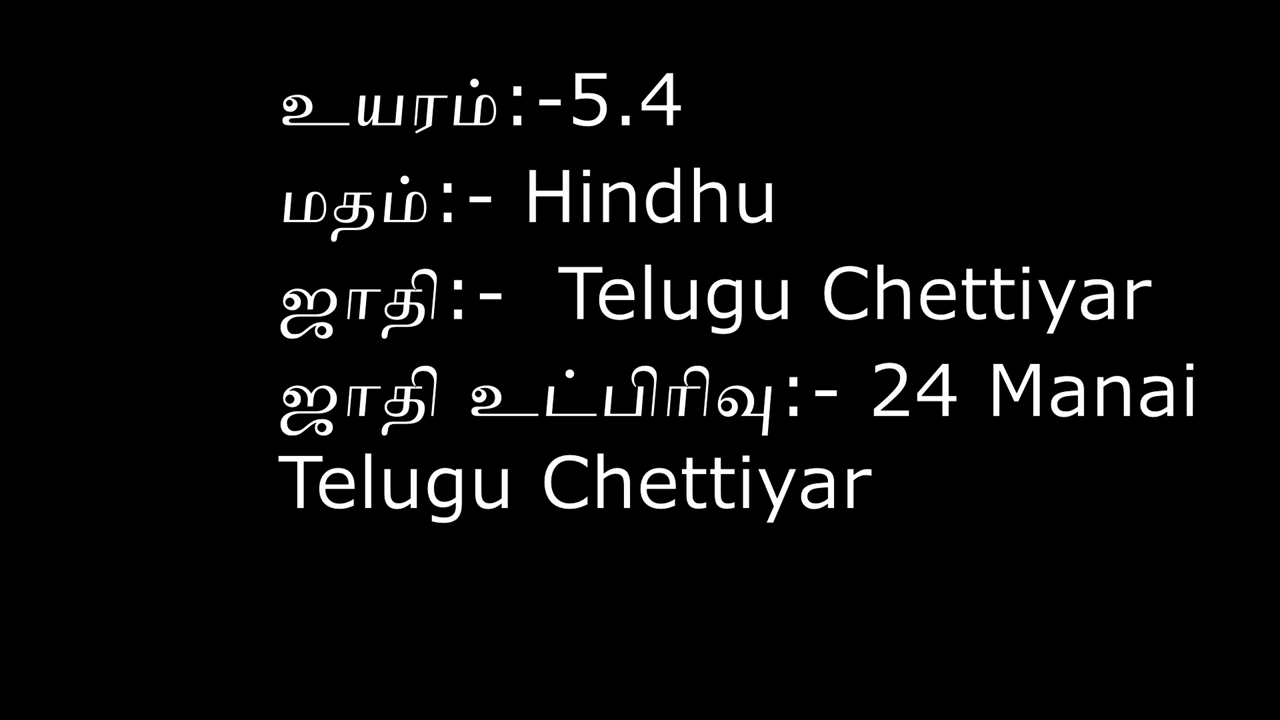 உயரம்:-5.4
மதம்:- Hindhu
ஜாதி:- Telugu Chettiyar
ஜாதி உட்பிரிவு:- 24 Manai
Telugu Chettiyar